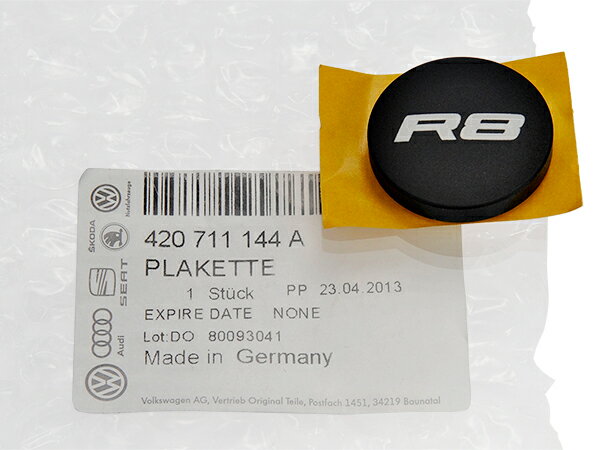 R8
420 711 144 A
PLAKETTE
1 Stück PP 23.04.2013
EXPIRE DATE NONE
Lot:DO 80093041
Made in Germany
Volkswagen AG, Vertrieb Original Teile, Postfach 1451, 34219 Baunatal
Nutzfahrzeuge
ŠKODA
SEAT
Audi